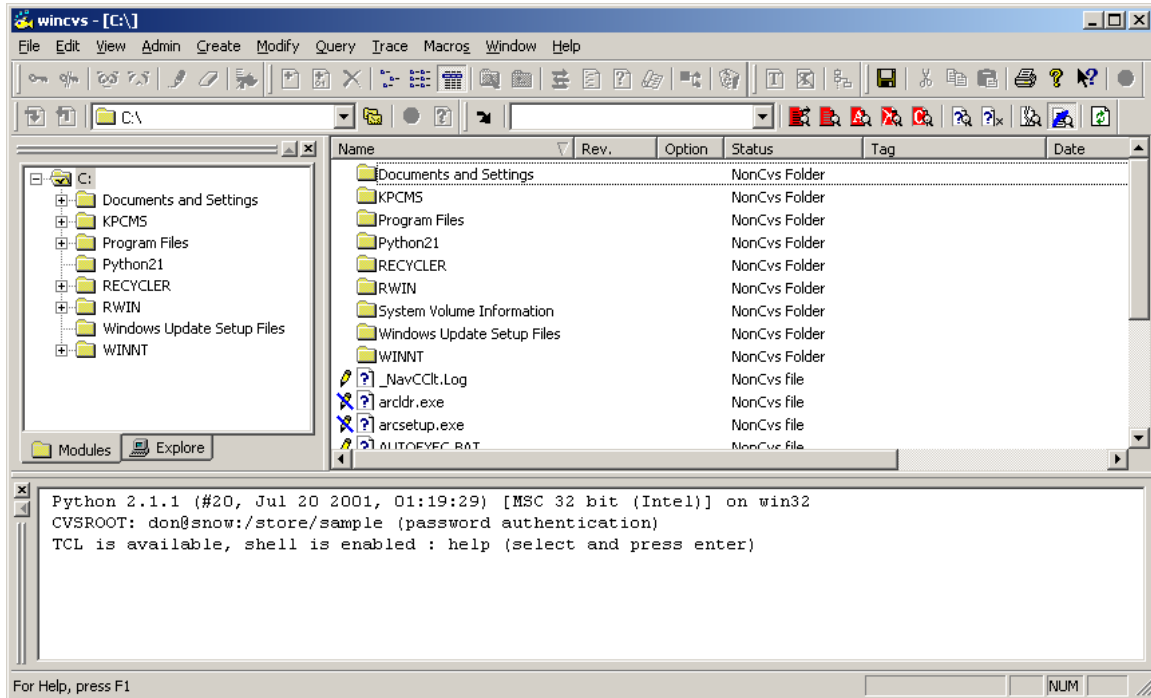 wincvs - [C:\]
File Edit View Admin Create Modify Query Trace Macros Window Help
C:\
C:
Documents and Settings
KPCMS
Program Files
Python21
RECYCLER
RWIN
Windows Update Setup Files
WINNT
Modules Explore
Name Rev. Option Status Tag Date
Documents and Settings NonCvs Folder
KPCMS NonCvs Folder
Program Files NonCvs Folder
Python21 NonCvs Folder
RECYCLER NonCvs Folder
RWIN NonCvs Folder
System Volume Information NonCvs Folder
Windows Update Setup Files NonCvs Folder
WINNT NonCvs Folder
_NavCClt.Log NonCvs file
arcldr.exe NonCvs file
arcsetup.exe NonCvs file
AUTOEXEC.BAT NonCvs file
Python 2.1.1 (#20, Jul 20 2001, 01:19:29) [MSC 32 bit (Intel)] on win32
CVSROOT: don@snow:/store/sample (password authentication)
TCL is available, shell is enabled : help (select and press enter)
For Help, press F1
NUM